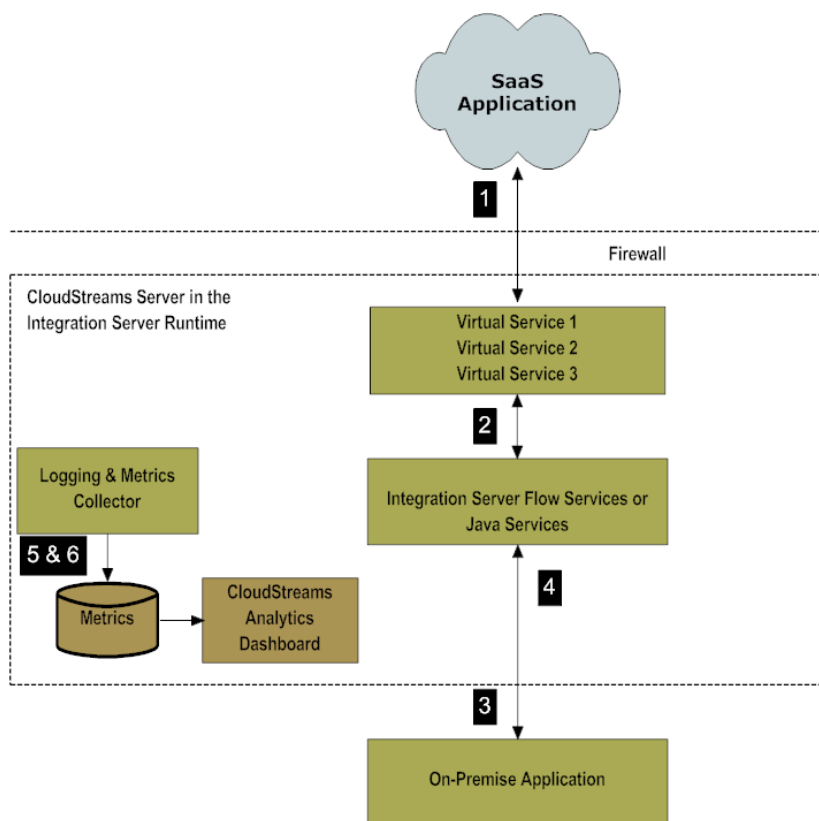 SaaS
Application
1
Firewall
CloudStreams Server in the
Integration Server Runtime
Virtual Service 1
Virtual Service 2
Virtual Service 3
2
Logging & Metrics
Collector
Integration Server Flow Services or
Java Services
5 & 6
4
Metrics
CloudStreams
Analytics
Dashboard
3
On-Premise Application